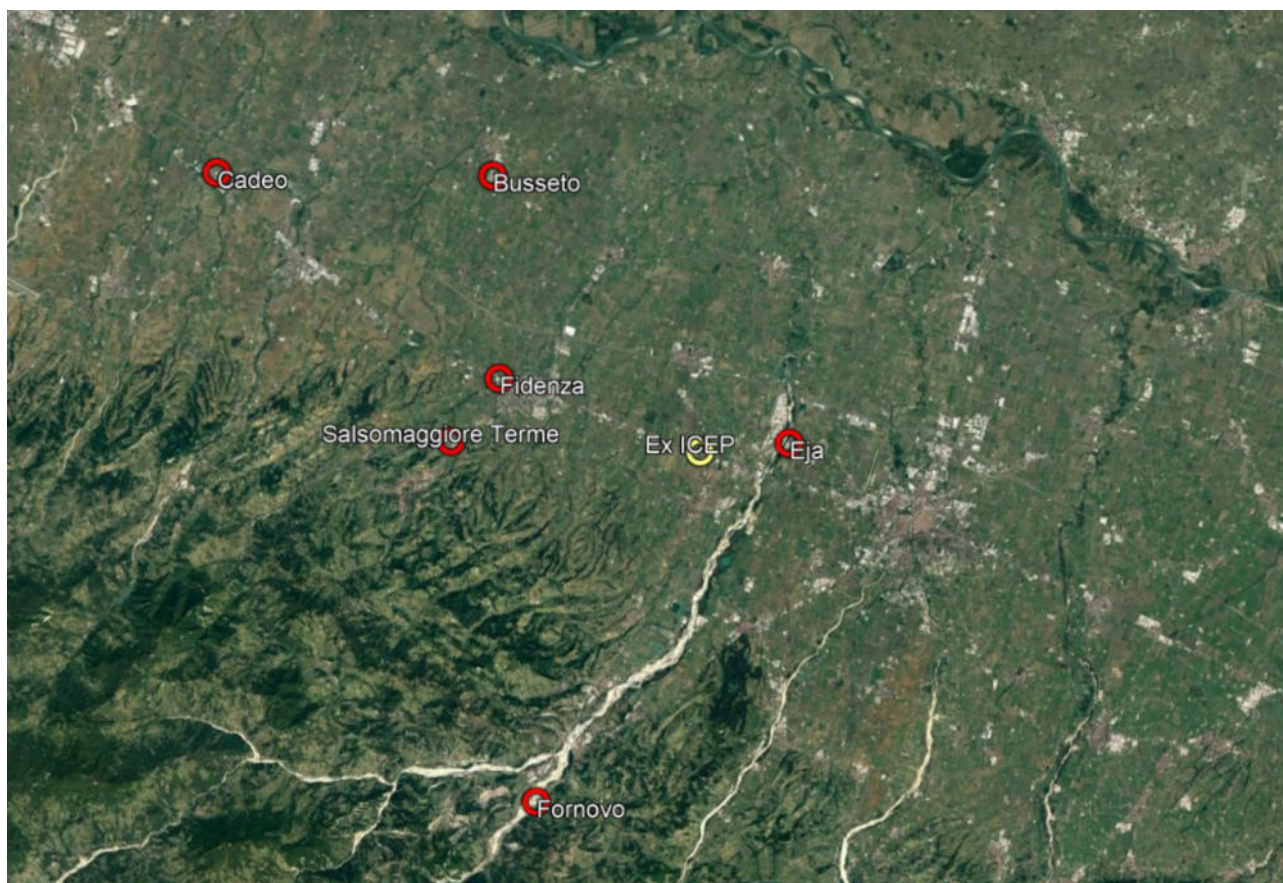 Cadeo
Busseto
Fidenza
Salsomaggiore Terme
Ex ICEP
Eja
Fornovo